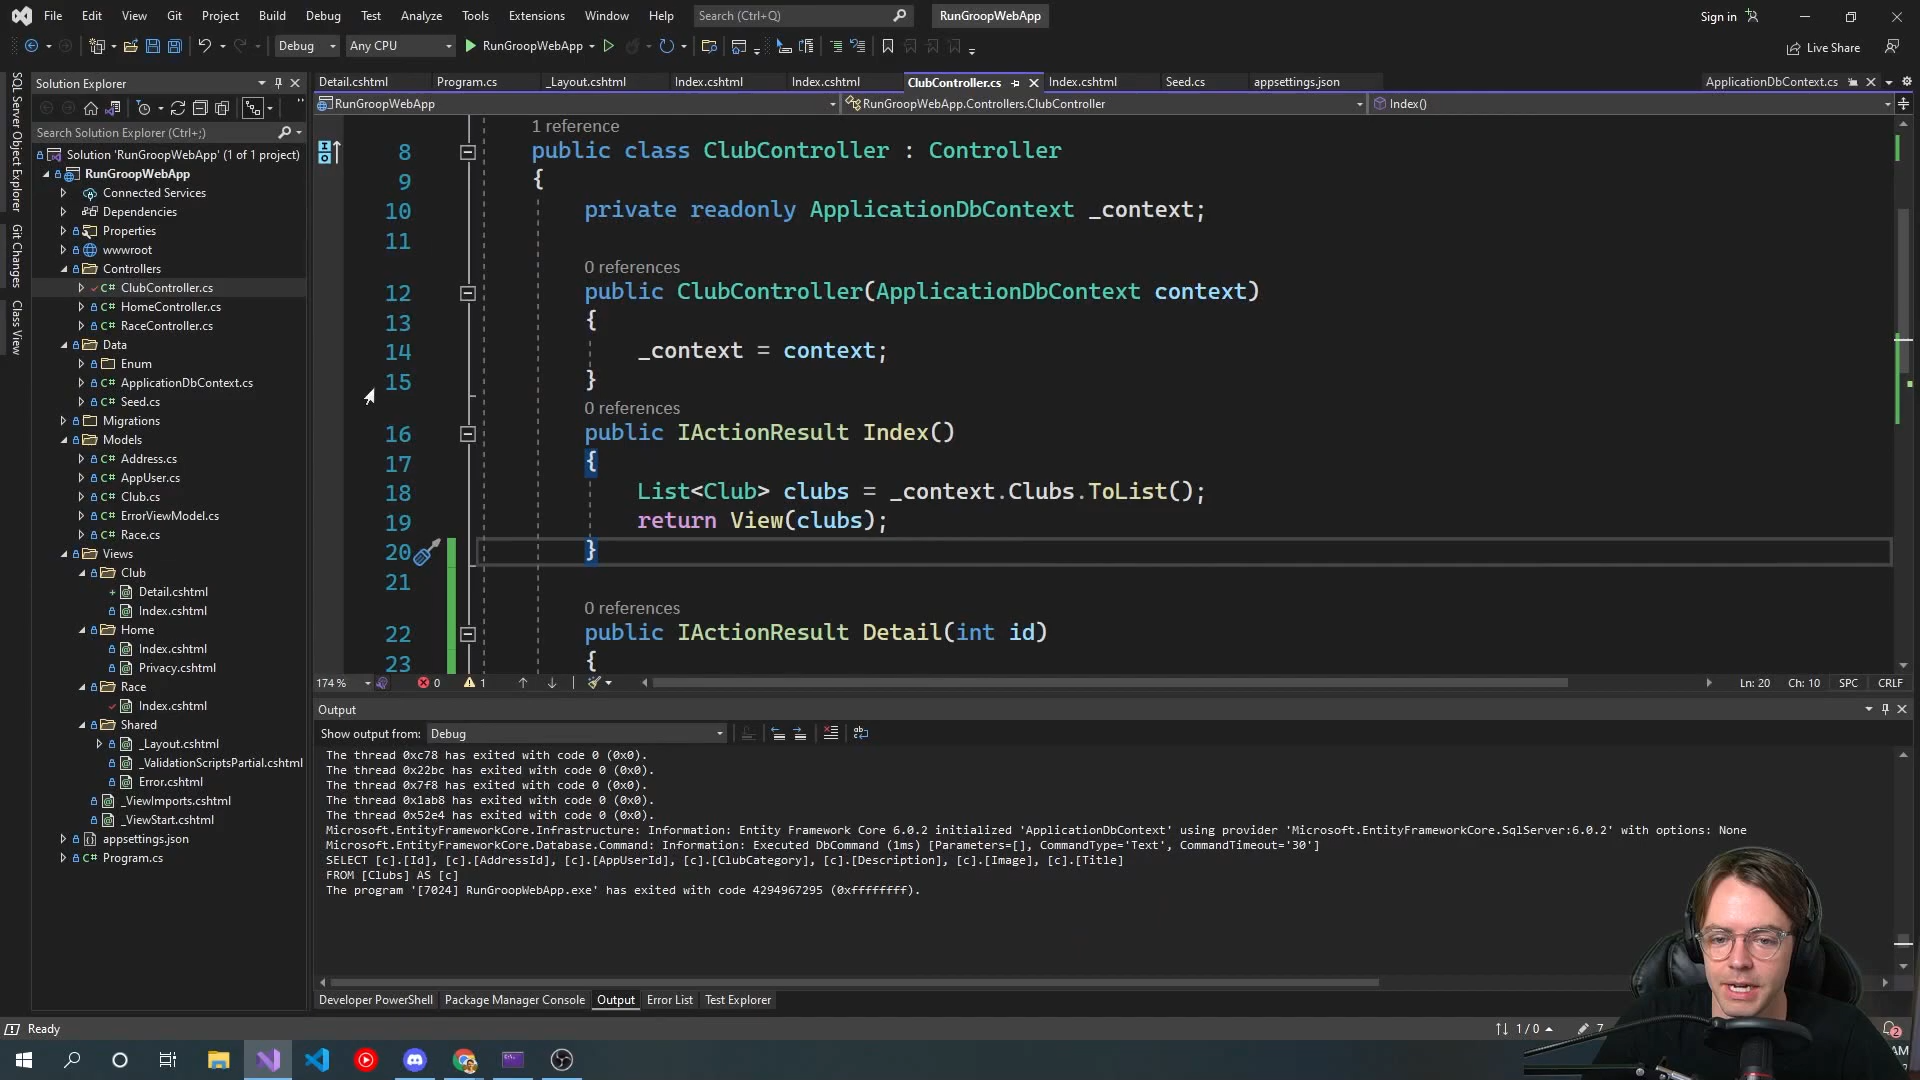 File Edit View Git Project Build Debug Test Analyze Tools Extensions Window Help Search (Ctrl+Q) RunGroopWebApp Sign in
Debug Any CPU RunGroopWebApp Live Share
SQL Server Object Explorer
Git Changes
Class View
Solution Explorer
Search Solution Explorer (Ctrl+;)
Solution 'RunGroopWebApp' (1 of 1 project)
RunGroopWebApp
Connected Services
Dependencies
Properties
wwwroot
Controllers
C# ClubController.cs
C# HomeController.cs
C# RaceController.cs
Data
Enum
C# ApplicationDbContext.cs
C# Seed.cs
Migrations
Models
C# Address.cs
C# AppUser.cs
C# Club.cs
C# ErrorViewModel.cs
C# Race.cs
Views
Club
Detail.cshtml
Index.cshtml
Home
Index.cshtml
Privacy.cshtml
Race
Index.cshtml
Shared
_Layout.cshtml
_ValidationScriptsPartial.cshtml
Error.cshtml
_ViewImports.cshtml
_ViewStart.cshtml
appsettings.json
C# Program.cs
Detail.cshtml Program.cs _Layout.cshtml Index.cshtml Index.cshtml ClubController.cs Index.cshtml Seed.cs appsettings.json ApplicationDbContext.cs
RunGroopWebApp RunGroopWebApp.Controllers.ClubController Index()
1 reference
8 public class ClubController : Controller
9 {
10 private readonly ApplicationDbContext _context;
11
0 references
12 public ClubController(ApplicationDbContext context)
13 {
14 _context = context;
15 }
0 references
16 public IActionResult Index()
17 {
18 List<Club> clubs = _context.Clubs.ToList();
19 return View(clubs);
20 }
21
0 references
22 public IActionResult Detail(int id)
23 {
174 % 0 1 Ln: 20 Ch: 10 SPC CRLF
Output
Show output from: Debug
The thread 0xc78 has exited with code 0 (0x0).
The thread 0x22bc has exited with code 0 (0x0).
The thread 0x7f8 has exited with code 0 (0x0).
The thread 0x1ab8 has exited with code 0 (0x0).
The thread 0x52e4 has exited with code 0 (0x0).
Microsoft.EntityFrameworkCore.Infrastructure: Information: Entity Framework Core 6.0.2 initialized 'ApplicationDbContext' using provider 'Microsoft.EntityFrameworkCore.SqlServer:6.0.2' with options: None
Microsoft.EntityFrameworkCore.Database.Command: Information: Executed DbCommand (1ms) [Parameters=[], CommandType='Text', CommandTimeout='30']
SELECT [c].[Id], [c].[AddressId], [c].[AppUserId], [c].[ClubCategory], [c].[Description], [c].[Image], [c].[Title]
FROM [Clubs] AS [c]
The program '[7024] RunGroopWebApp.exe' has exited with code 4294967295 (0xffffffff).
Developer PowerShell Package Manager Console Output Error List Test Explorer
Ready 1 / 0 7 2
AM